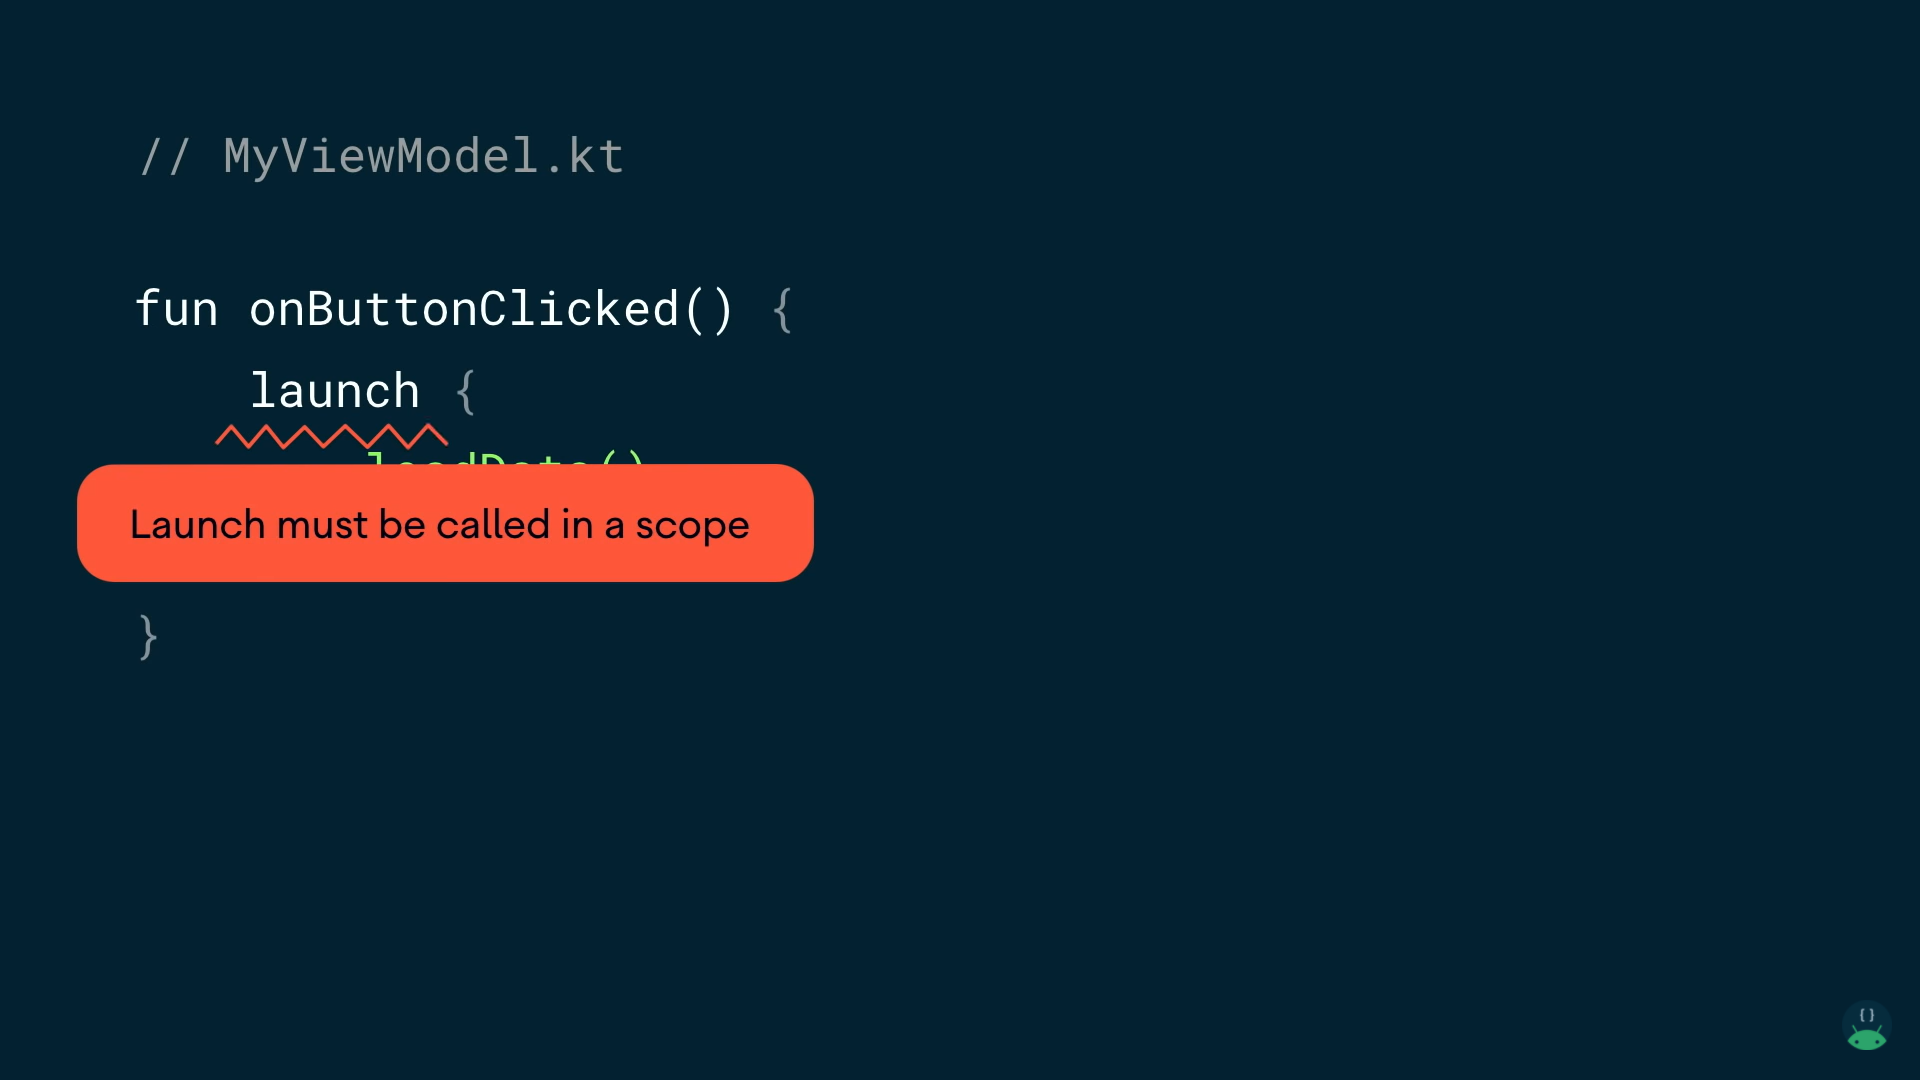 // MyViewModel.kt
fun onButtonClicked() {
launch {
Launch must be called in a scope
}
{}